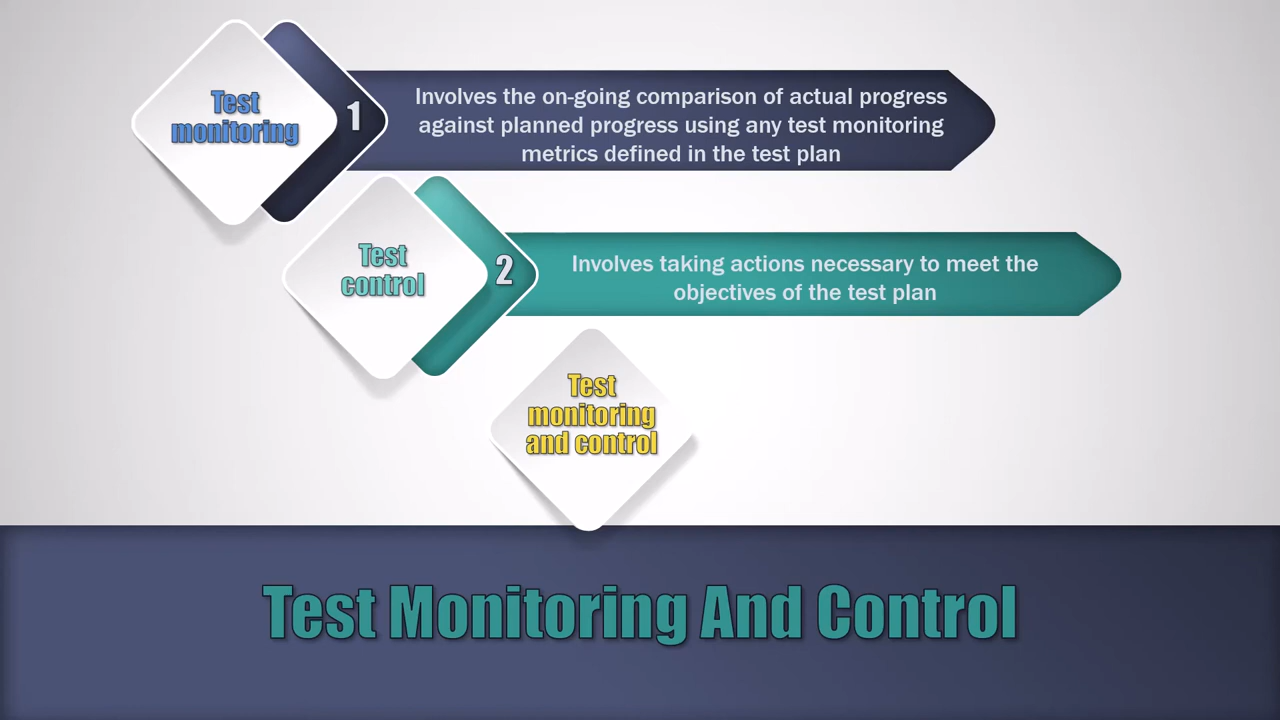 Test
monitoring
1
Involves the on-going comparison of actual progress
against planned progress using any test monitoring
metrics defined in the test plan
Test
control
2
Involves taking actions necessary to meet the
objectives of the test plan
Test
monitoring
and control
Test Monitoring And Control